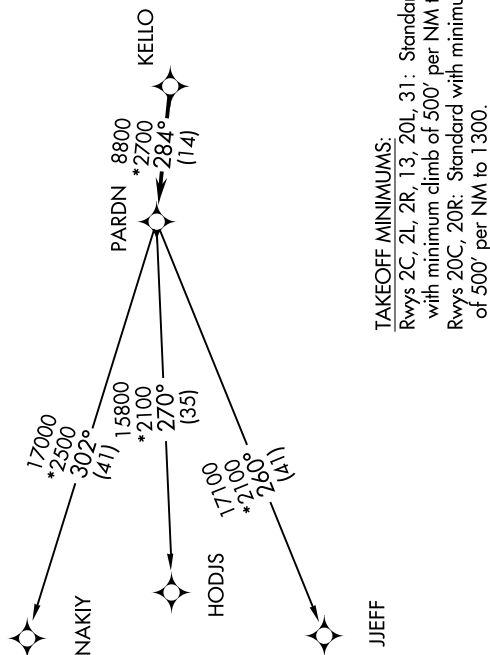 KELLO
8800
*2700
284°
(14)
PARDN
17000
*2500
302°
(41)
15800
*2100
270°
(35)
17100
*2100
260°
(41)
NAKIY
HODJS
JJEFF
TAKEOFF MINIMUMS:
Rwys 2C, 2L, 2R, 13, 20L, 31: Standar
with minimum climb of 500' per NM t
Rwys 20C, 20R: Standard with minimu
of 500' per NM to 1300.